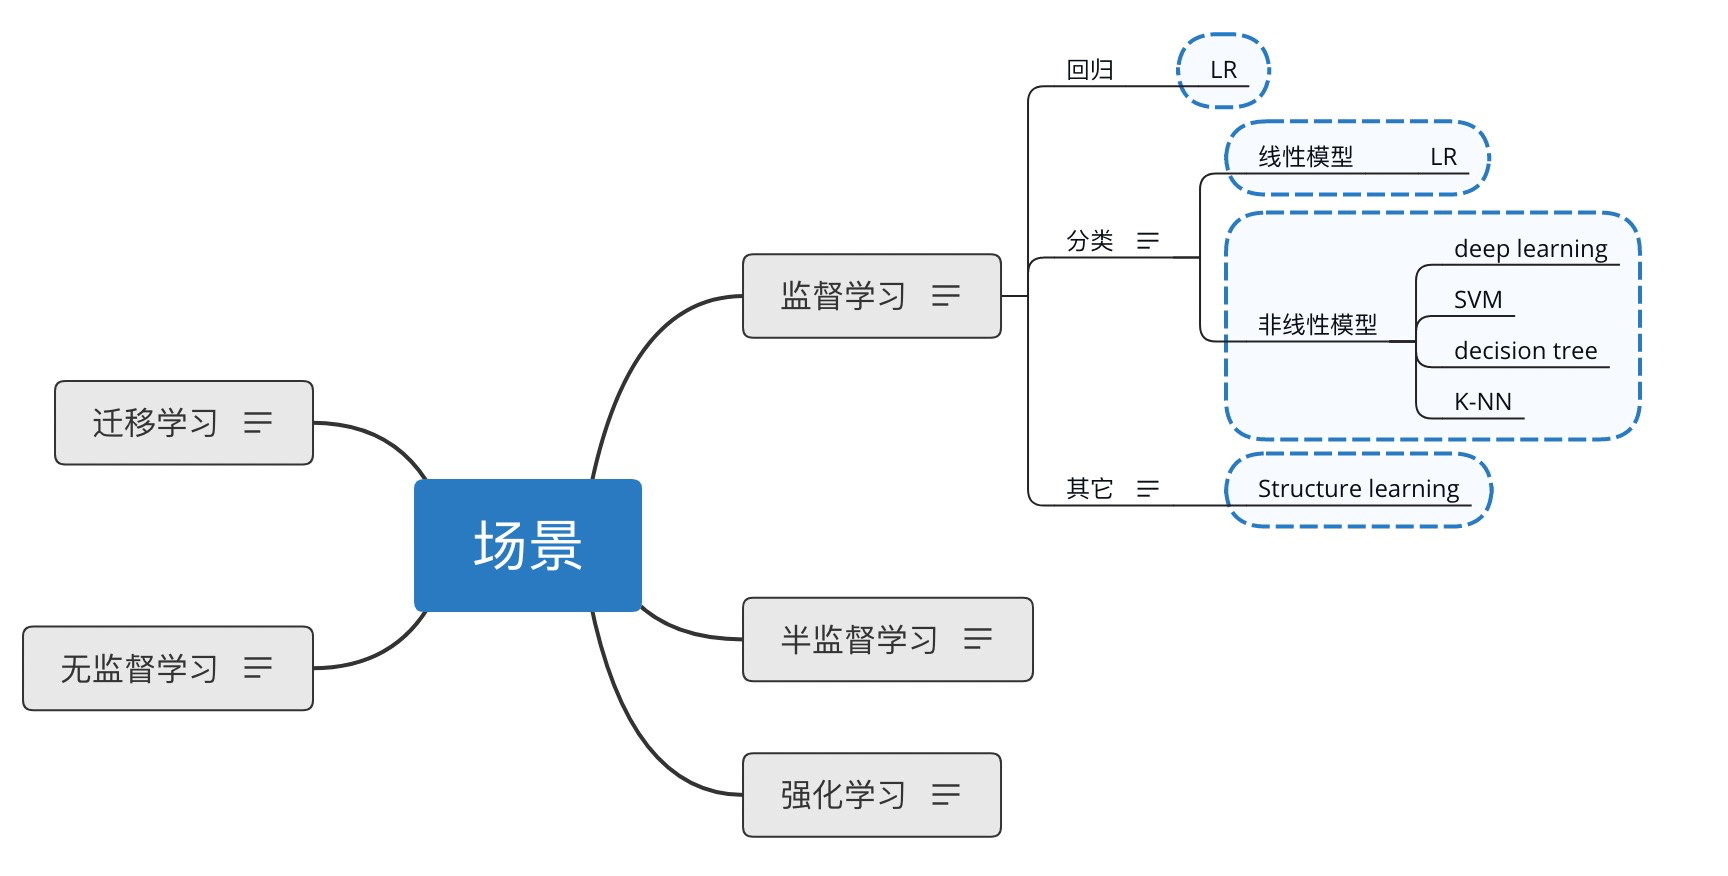 场景
监督学习
回归
LR
分类
线性模型
LR
非线性模型
deep learning
SVM
decision tree
K-NN
其它
Structure learning
半监督学习
强化学习
迁移学习
无监督学习